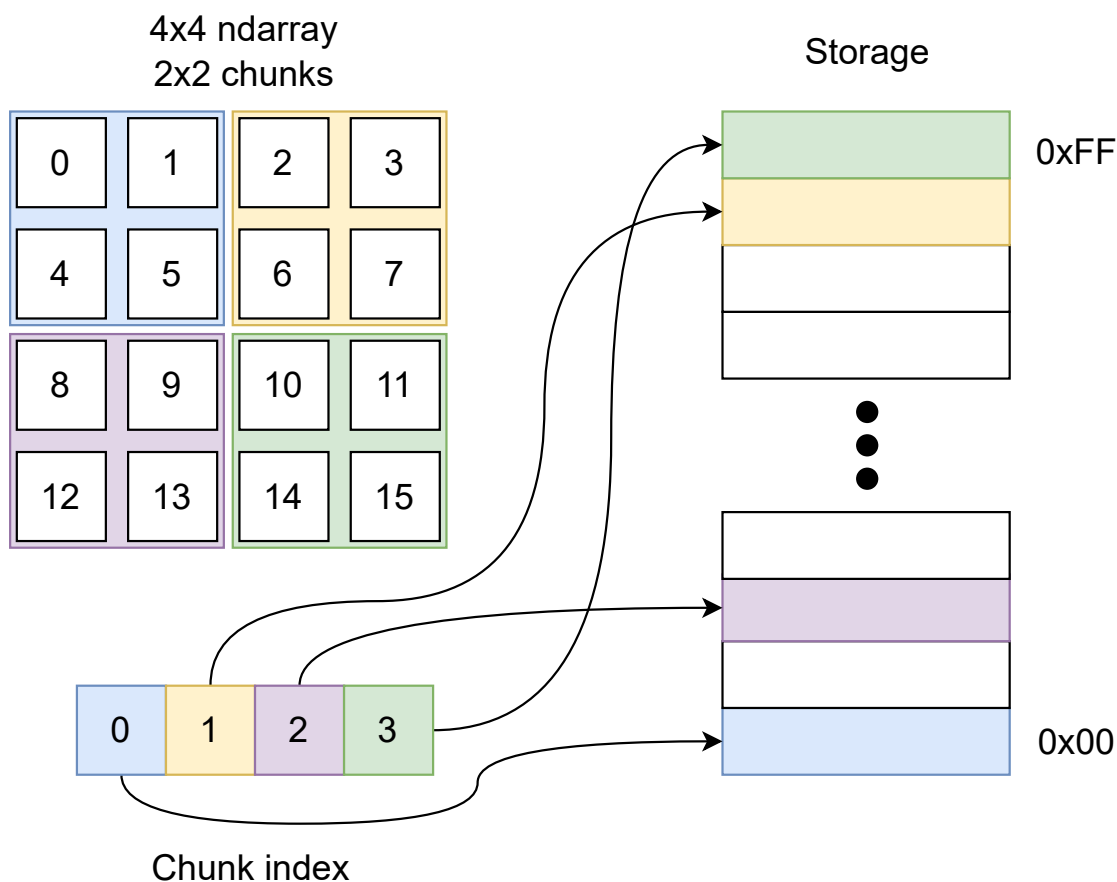 4x4 ndarray
2x2 chunks
Storage
0 1 2 3
4 5 6 7
8 9 10 11
12 13 14 15
0xFF
0 1 2 3
0x00
Chunk index